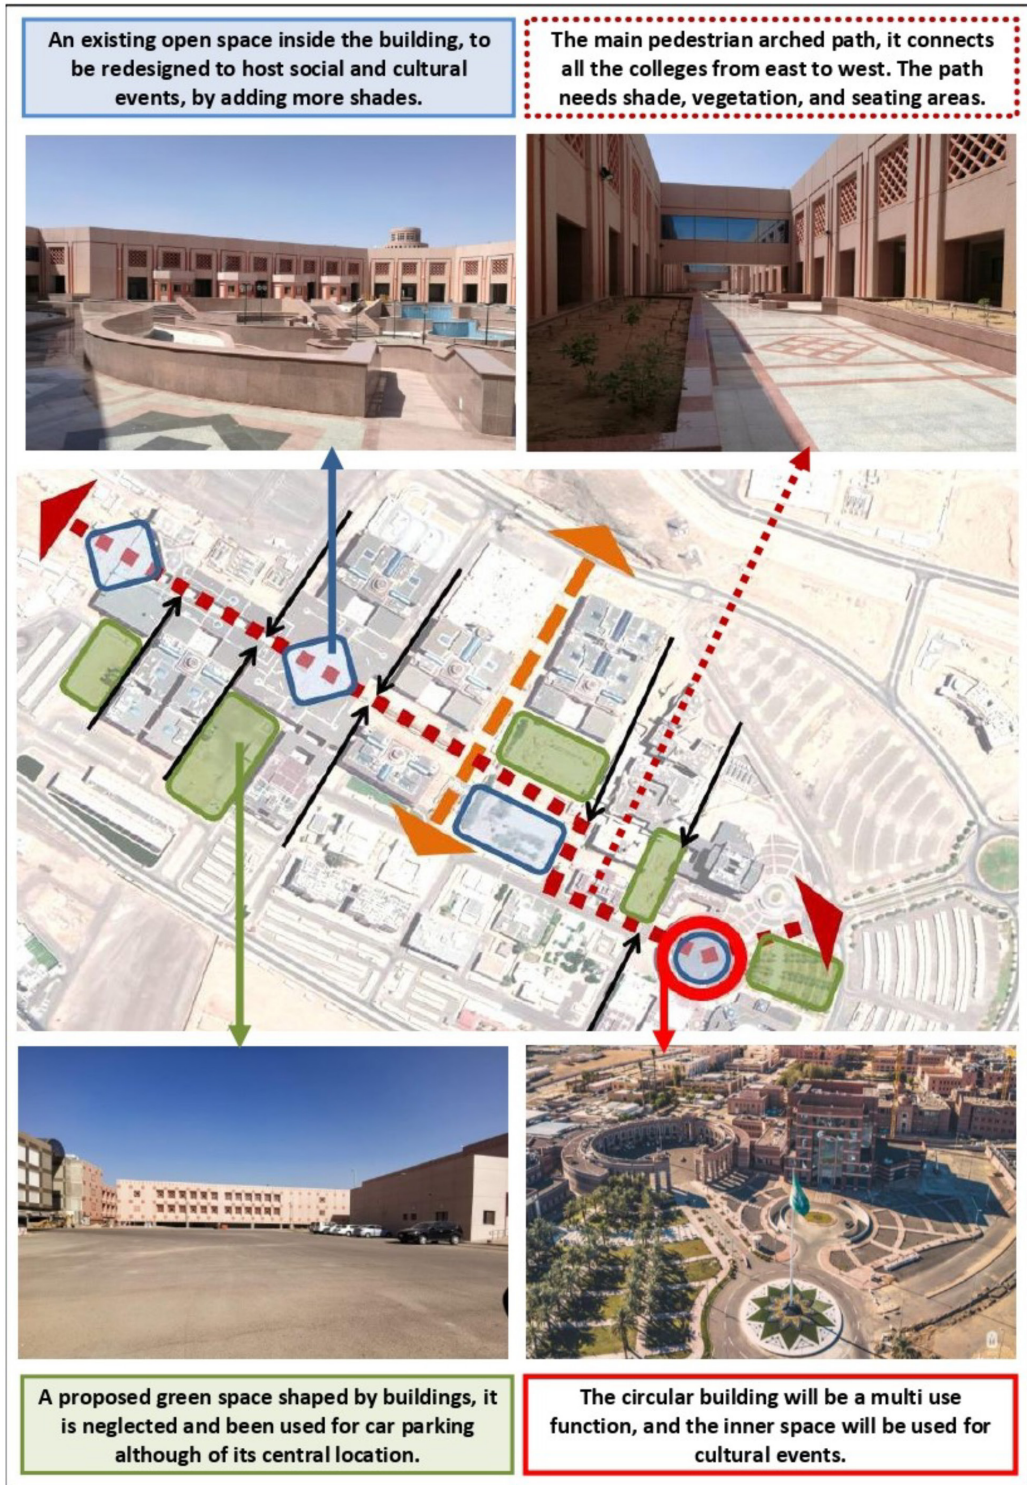 An existing open space inside the building, to
be redesigned to host social and cultural
events, by adding more shades.
The main pedestrian arched path, it connects
all the colleges from east to west. The path
needs shade, vegetation, and seating areas.
A proposed green space shaped by buildings, it
is neglected and been used for car parking
although of its central location.
The circular building will be a multi use
function, and the inner space will be used for
cultural events.